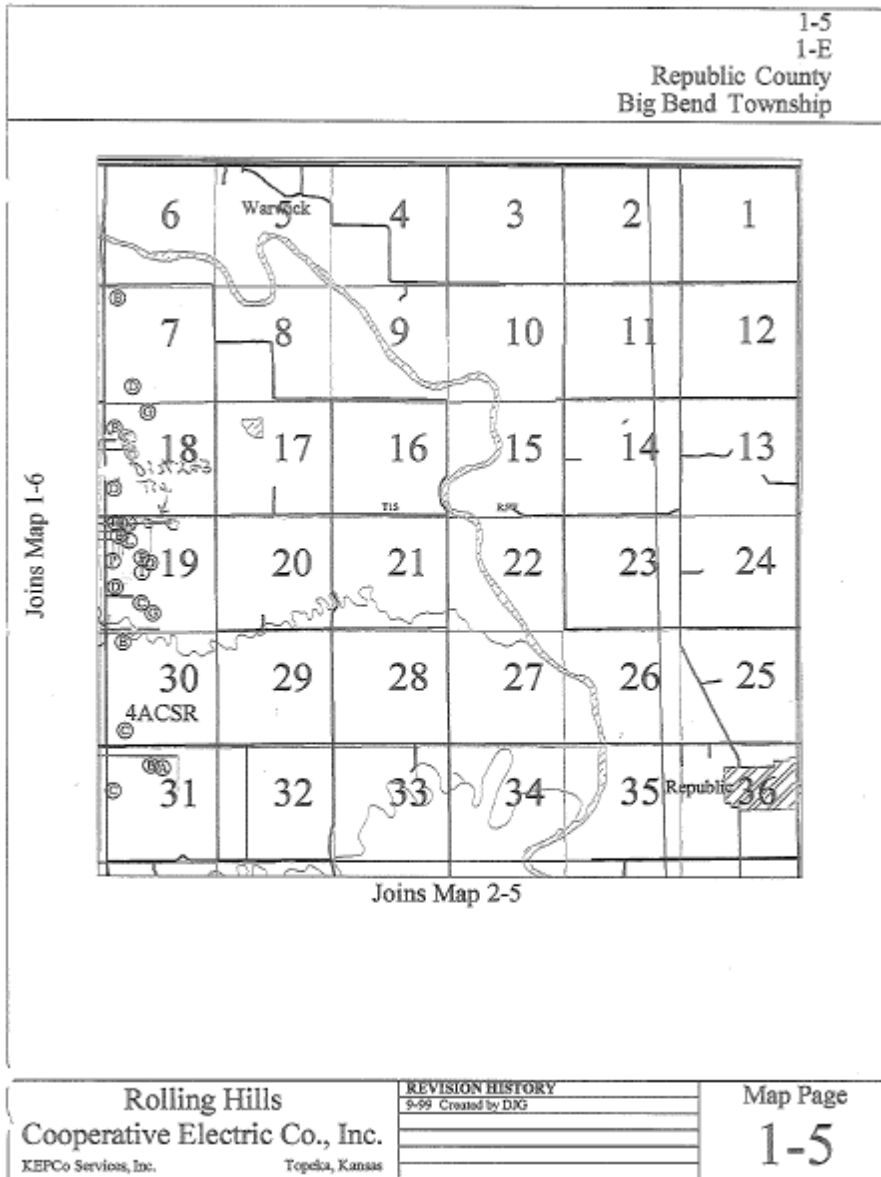 1-5
1-E
Republic County
Big Bend Township
6 5 4 3 2 1
Warwick
7 8 9 10 11 12
B
D
G
18 17 16 15 14 13
Joins Map 1-6
D
T1S
19 20 21 22 23 24
D
C
G
B
30 29 28 27 26 25
4ACSR
C
B A
31 32 33 34 35 Republic 36
C
Joins Map 2-5
Rolling Hills
Cooperative Electric Co., Inc.
KEPCo Services, Inc. Topeka, Kansas
REVISION HISTORY
9-99 Created by DJG
Map Page
1-5